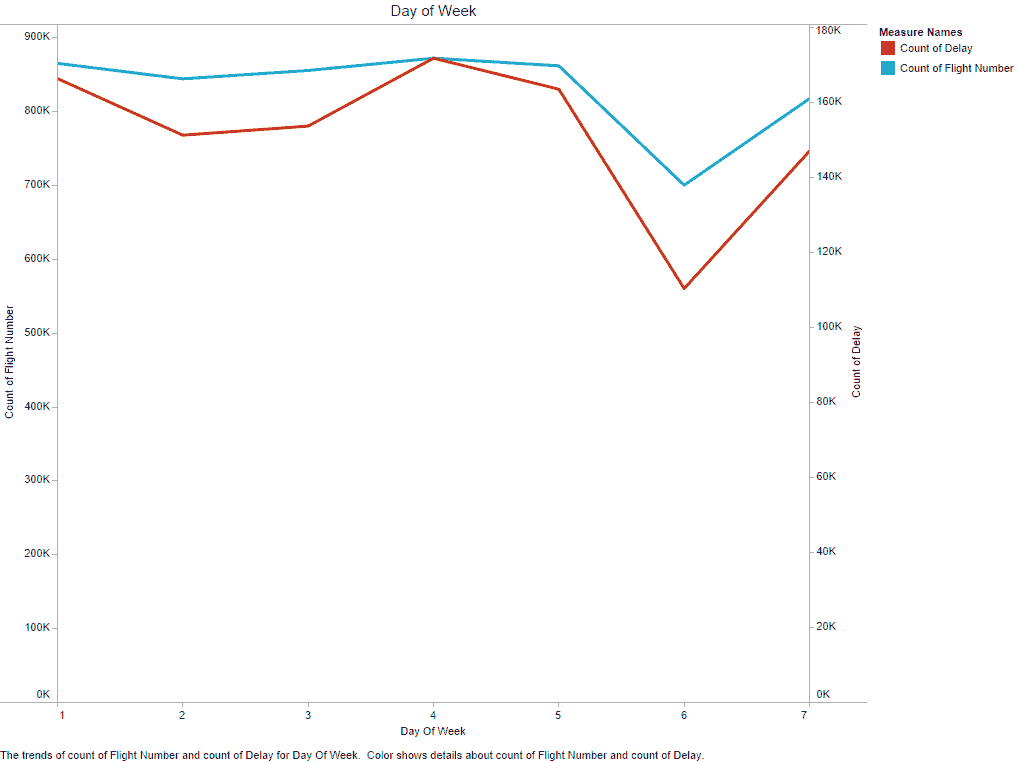 Day of Week
Measure Names
Count of Delay
Count of Flight Number
900K
800K
700K
600K
500K
400K
300K
200K
100K
0K
Count of Flight Number
180K
160K
140K
120K
100K
80K
60K
40K
20K
0K
Count of Delay
1 2 3 4 5 6 7
Day Of Week
The trends of count of Flight Number and count of Delay for Day Of Week. Color shows details about count of Flight Number and count of Delay.